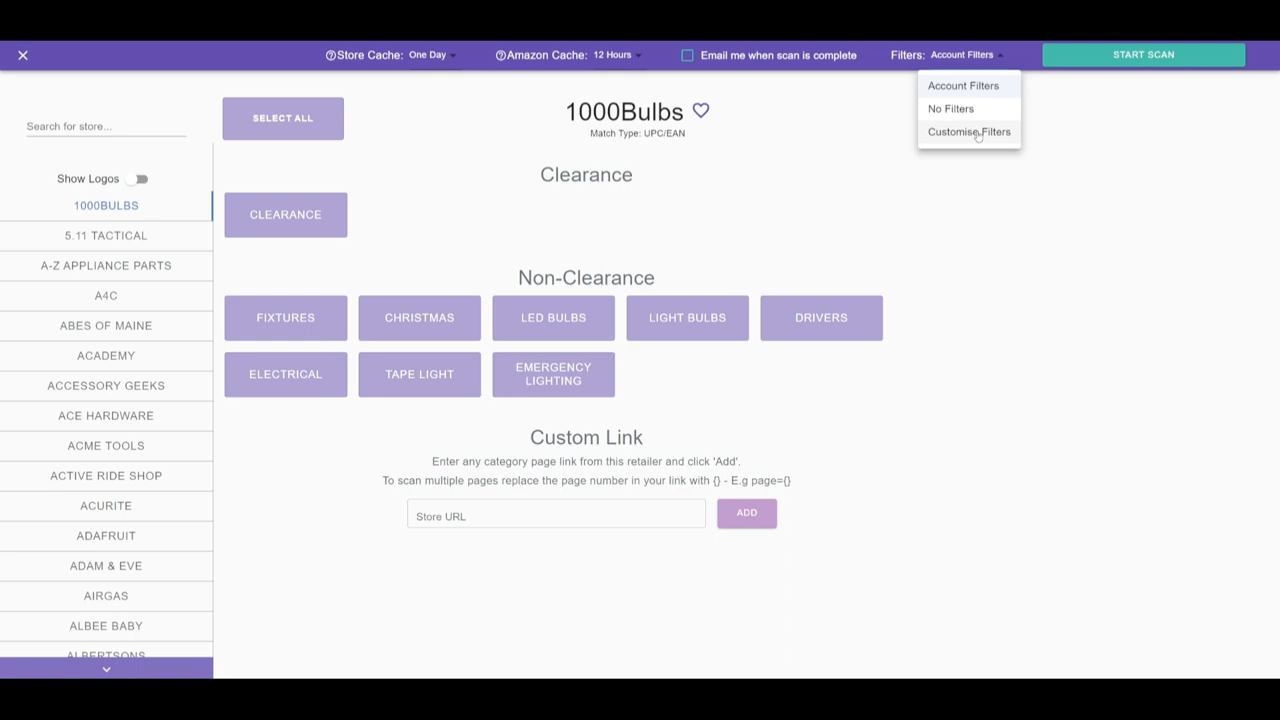 Store Cache: One Day
Amazon Cache: 12 Hours
Email me when scan is complete
Filters: Account Filters
START SCAN
Account Filters
No Filters
Customise Filters
Search for store...
Show Logos
1000BULBS
5.11 TACTICAL
A-Z APPLIANCE PARTS
A4C
ABES OF MAINE
ACADEMY
ACCESSORY GEEKS
ACE HARDWARE
ACME TOOLS
ACTIVE RIDE SHOP
ACURITE
ADAFRUIT
ADAM & EVE
AIRGAS
ALBEE BABY
ALBERTSONS
SELECT ALL
1000Bulbs
Match Type: UPC/EAN
Clearance
CLEARANCE
Non-Clearance
FIXTURES
CHRISTMAS
LED BULBS
LIGHT BULBS
DRIVERS
ELECTRICAL
TAPE LIGHT
EMERGENCY
LIGHTING
Custom Link
Enter any category page link from this retailer and click 'Add'.
To scan multiple pages replace the page number in your link with {} - E.g page={}
Store URL
ADD